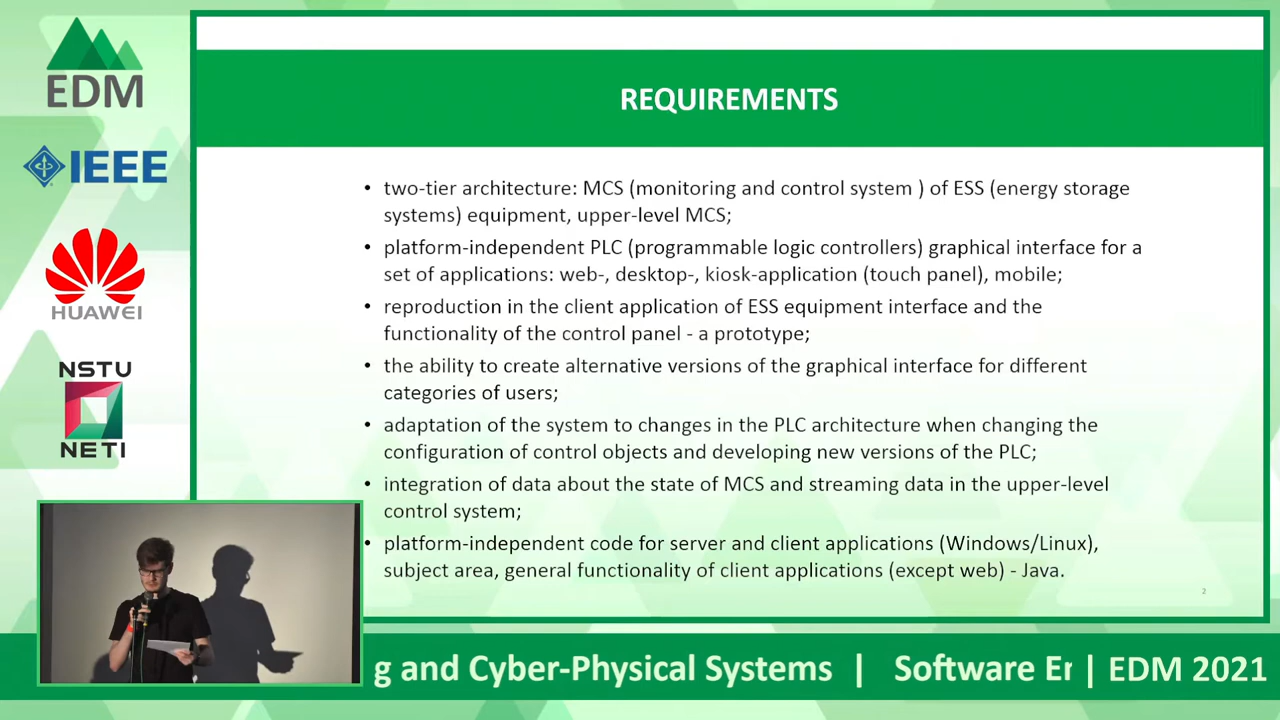 EDM
IEEE
HUAWEI
NSTU
NETI
REQUIREMENTS
• two-tier architecture: MCS (monitoring and control system ) of ESS (energy storage
systems) equipment, upper-level MCS;
• platform-independent PLC (programmable logic controllers) graphical interface for a
set of applications: web-, desktop-, kiosk-application (touch panel), mobile;
• reproduction in the client application of ESS equipment interface and the
functionality of the control panel - a prototype;
• the ability to create alternative versions of the graphical interface for different
categories of users;
• adaptation of the system to changes in the PLC architecture when changing the
configuration of control objects and developing new versions of the PLC;
• integration of data about the state of MCS and streaming data in the upper-level
control system;
• platform-independent code for server and client applications (Windows/Linux),
subject area, general functionality of client applications (except web) - Java.
2
g and Cyber-Physical Systems | Software Er | EDM 2021